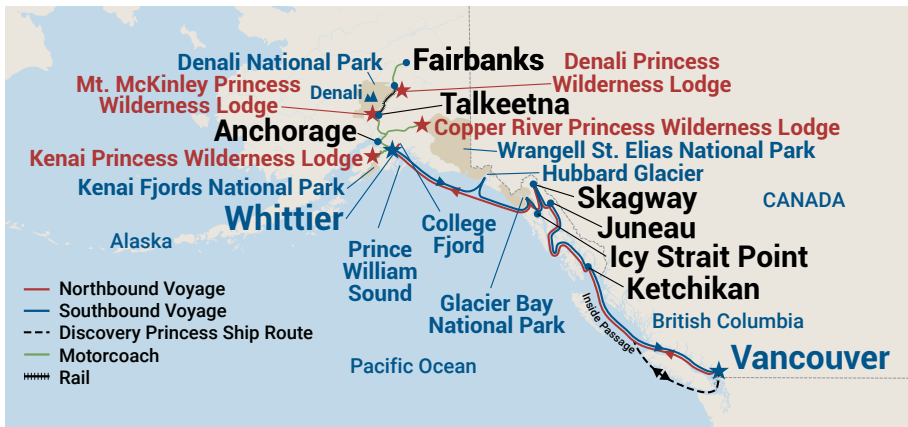 Denali National Park
Fairbanks
Mt. McKinley Princess
Wilderness Lodge
Denali
Denali Princess
Wilderness Lodge
Talkeetna
Anchorage
Copper River Princess Wilderness Lodge
Kenai Princess Wilderness Lodge
Wrangell St. Elias National Park
Kenai Fjords National Park
Hubbard Glacier
Whittier
Skagway
CANADA
Juneau
Alaska
College
Fjord
Icy Strait Point
Prince
William
Sound
Ketchikan
Glacier Bay
National Park
Northbound Voyage
Southbound Voyage
Discovery Princess Ship Route
Motorcoach
Rail
Inside Passage
British Columbia
Pacific Ocean
Vancouver